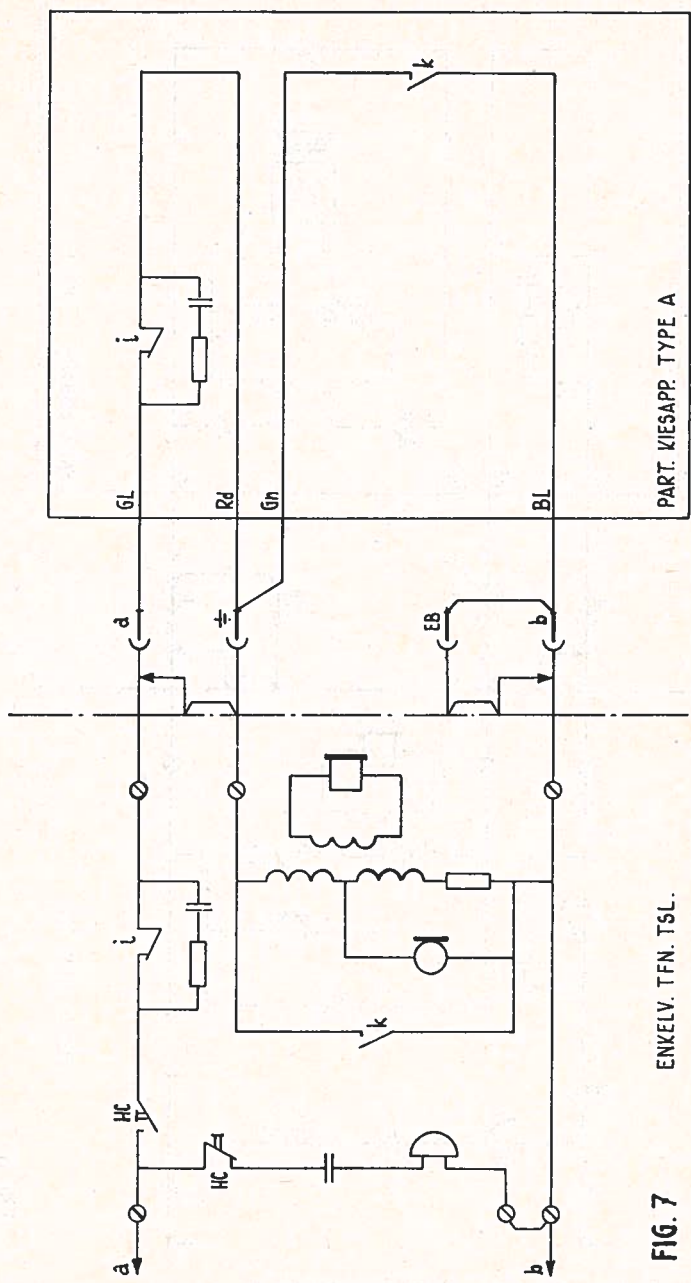 a
HC
i
a
GL
i
HC
Rd
k
Gn
k
EB
b
b
BL
FIG. 7
ENKELV. TFN. TSL.
PART. KIESAPP. TYPE A